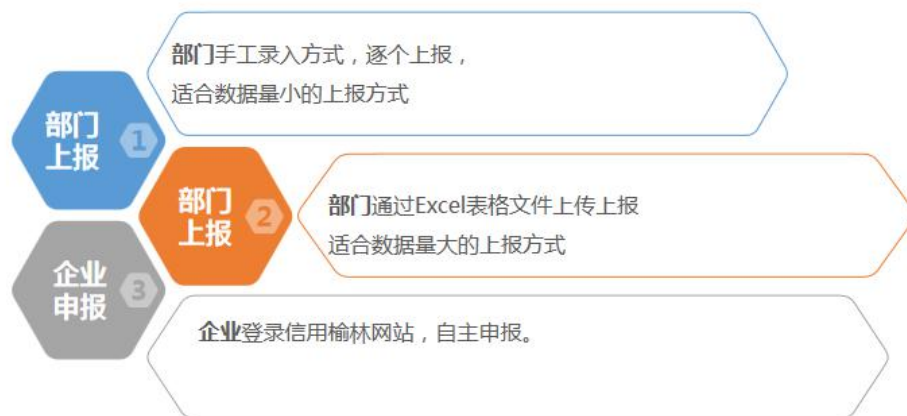 部门手工录入方式，逐个上报，
适合数据量小的上报方式
部门
上报
1
部门
上报
2
部门通过Excel表格文件上传上报
适合数据量大的上报方式
企业
申报
3
企业登录信用榆林网站，自主申报。